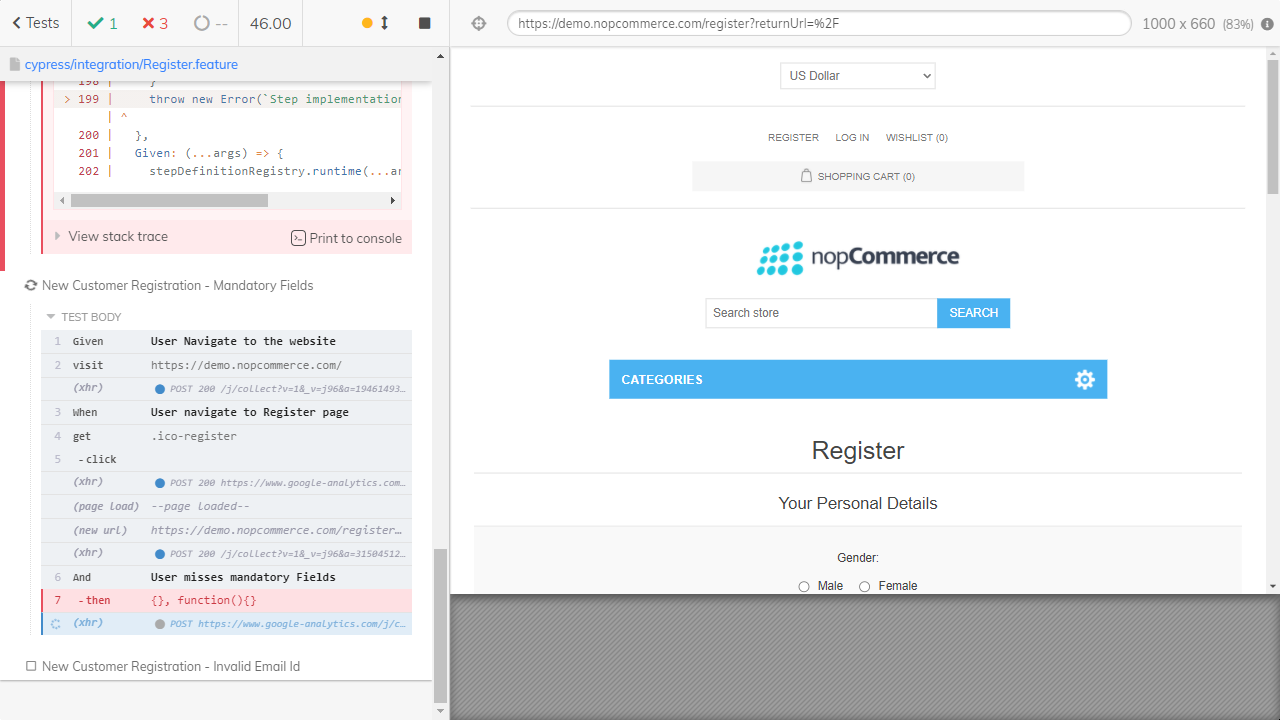 Tests
1
3
--
46.00
https://demo.nopcommerce.com/register?returnUrl=%2F
1000 x 660 (83%)
cypress/integration/Register.feature
198 | }
> 199 | throw new Error(`Step implementation
| ^
200 | },
201 | Given: (...args) => {
202 | stepDefinitionRegistry.runtime(...ar
View stack trace
Print to console
New Customer Registration - Mandatory Fields
TEST BODY
1 Given User Navigate to the website
2 visit https://demo.nopcommerce.com/
(xhr) POST 200 /j/collect?v=1&_v=j96&a=19461493...
3 When User navigate to Register page
4 get .ico-register
5 -click
(xhr) POST 200 https://www.google-analytics.com...
(page load) --page loaded--
(new url) https://demo.nopcommerce.com/register...
(xhr) POST 200 /j/collect?v=1&_v=j96&a=31504512...
6 And User misses mandatory Fields
7 -then {}, function(){}
(xhr) POST https://www.google-analytics.com/j/c...
New Customer Registration - Invalid Email Id
US Dollar
REGISTER LOG IN WISHLIST (0)
SHOPPING CART (0)
nopCommerce
Search store SEARCH
CATEGORIES
Register
Your Personal Details
Gender:
Male Female